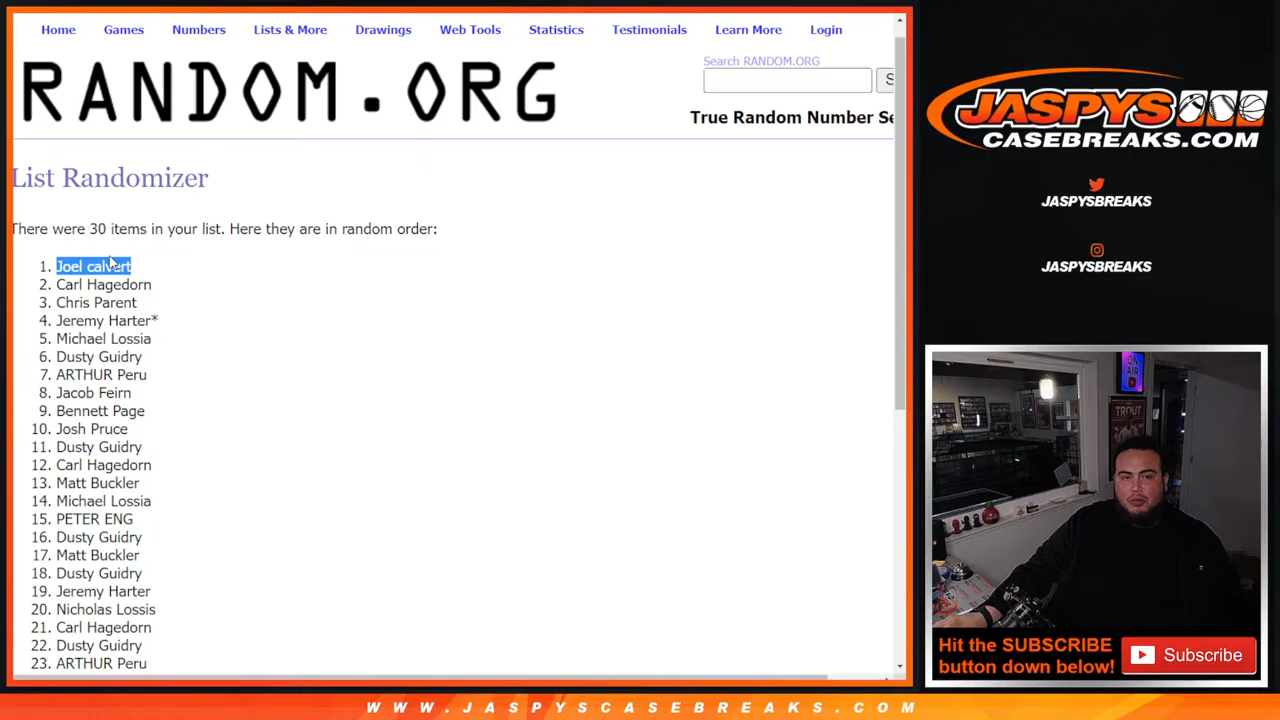 Home Games Numbers Lists & More Drawings Web Tools Statistics Testimonials Learn More Login
RANDOM.ORG
Search RANDOM.ORG
S
True Random Number Se
List Randomizer
There were 30 items in your list. Here they are in random order:
1. Joel calvert
2. Carl Hagedorn
3. Chris Parent
4. Jeremy Harter*
5. Michael Lossia
6. Dusty Guidry
7. ARTHUR Peru
8. Jacob Feirn
9. Bennett Page
10. Josh Pruce
11. Dusty Guidry
12. Carl Hagedorn
13. Matt Buckler
14. Michael Lossia
15. PETER ENG
16. Dusty Guidry
17. Matt Buckler
18. Dusty Guidry
19. Jeremy Harter
20. Nicholas Lossis
21. Carl Hagedorn
22. Dusty Guidry
23. ARTHUR Peru
JASPYS
CASEBREAKS.COM
JASPYSBREAKS
JASPYSBREAKS
ON AIR
TROUT
Hit the SUBSCRIBE
button down below!
Subscribe
WWW.JASPYSCASEBREAKS.COM